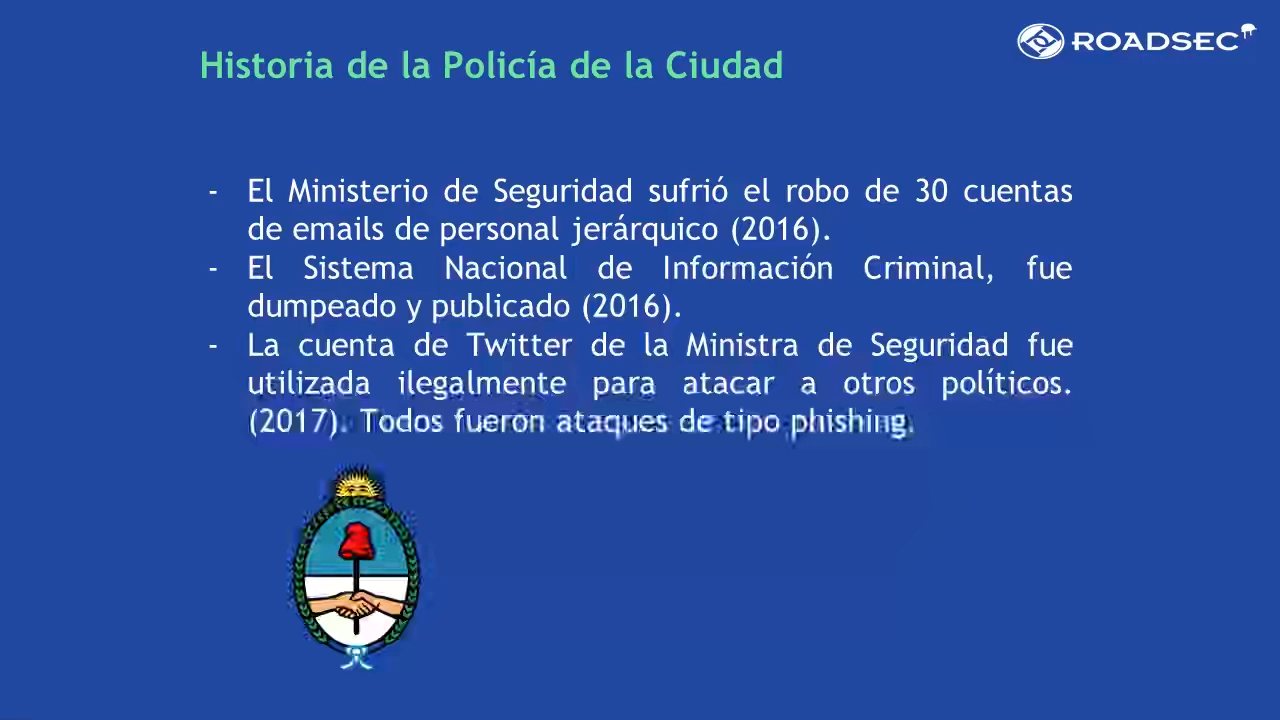 ROADSEC
Historia de la Policía de la Ciudad
- El Ministerio de Seguridad sufrió el robo de 30 cuentas
de emails de personal jerárquico (2016).
- El Sistema Nacional de Información Criminal, fue
dumpeado y publicado (2016).
- La cuenta de Twitter de la Ministra de Seguridad fue
utilizada ilegalmente para atacar a otros políticos.
(2017). Todos fueron ataques de tipo phishing.